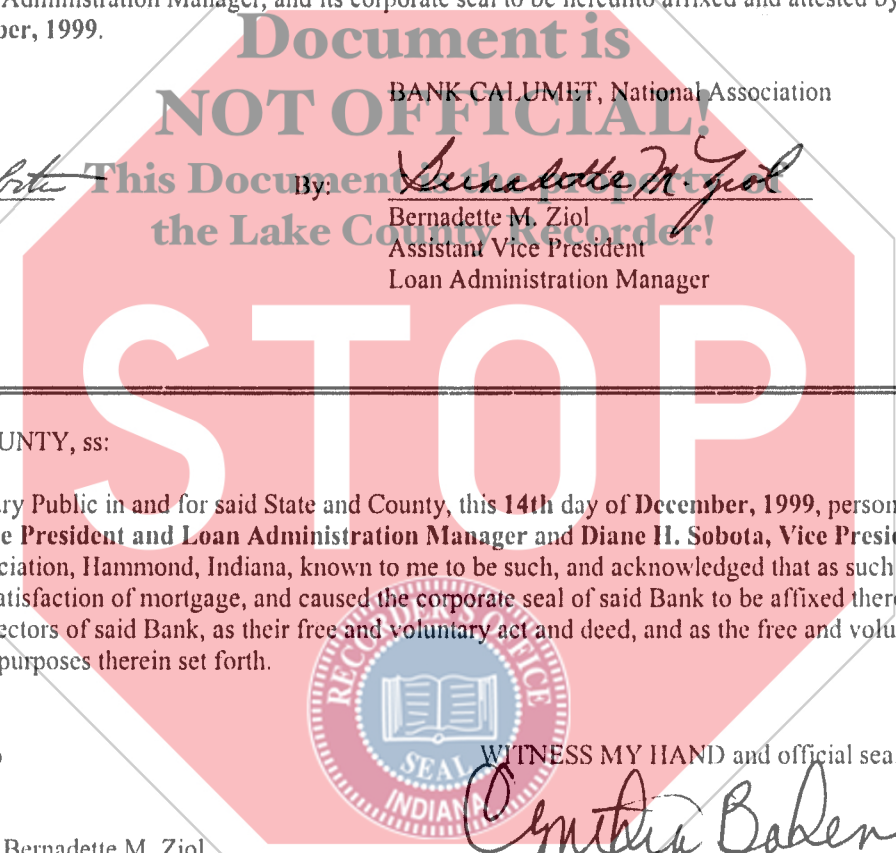 Administration Manager, and its corporate seal to be hereunto affixed and attested by
ber, 1999.
Document is
NOT OFFICIAL!
This Document is the property of
the Lake County Recorder!
BANK CALUMET, National Association
By: Bernadette M. Ziol
Bernadette M. Ziol
Assistant Vice President
Loan Administration Manager
STOP
UNTY, ss:
ry Public in and for said State and County, this 14th day of December, 1999, person
e President and Loan Administration Manager and Diane H. Sobota, Vice Presi
ciation, Hammond, Indiana, known to me to be such, and acknowledged that as such
atisfaction of mortgage, and caused the corporate seal of said Bank to be affixed there
ectors of said Bank, as their free and voluntary act and deed, and as the free and volu
purposes therein set forth.
RECORDER'S OFFICE
SEAL
INDIANA
WITNESS MY HAND and official sea
Cynthia Baden
Bernadette M. Ziol